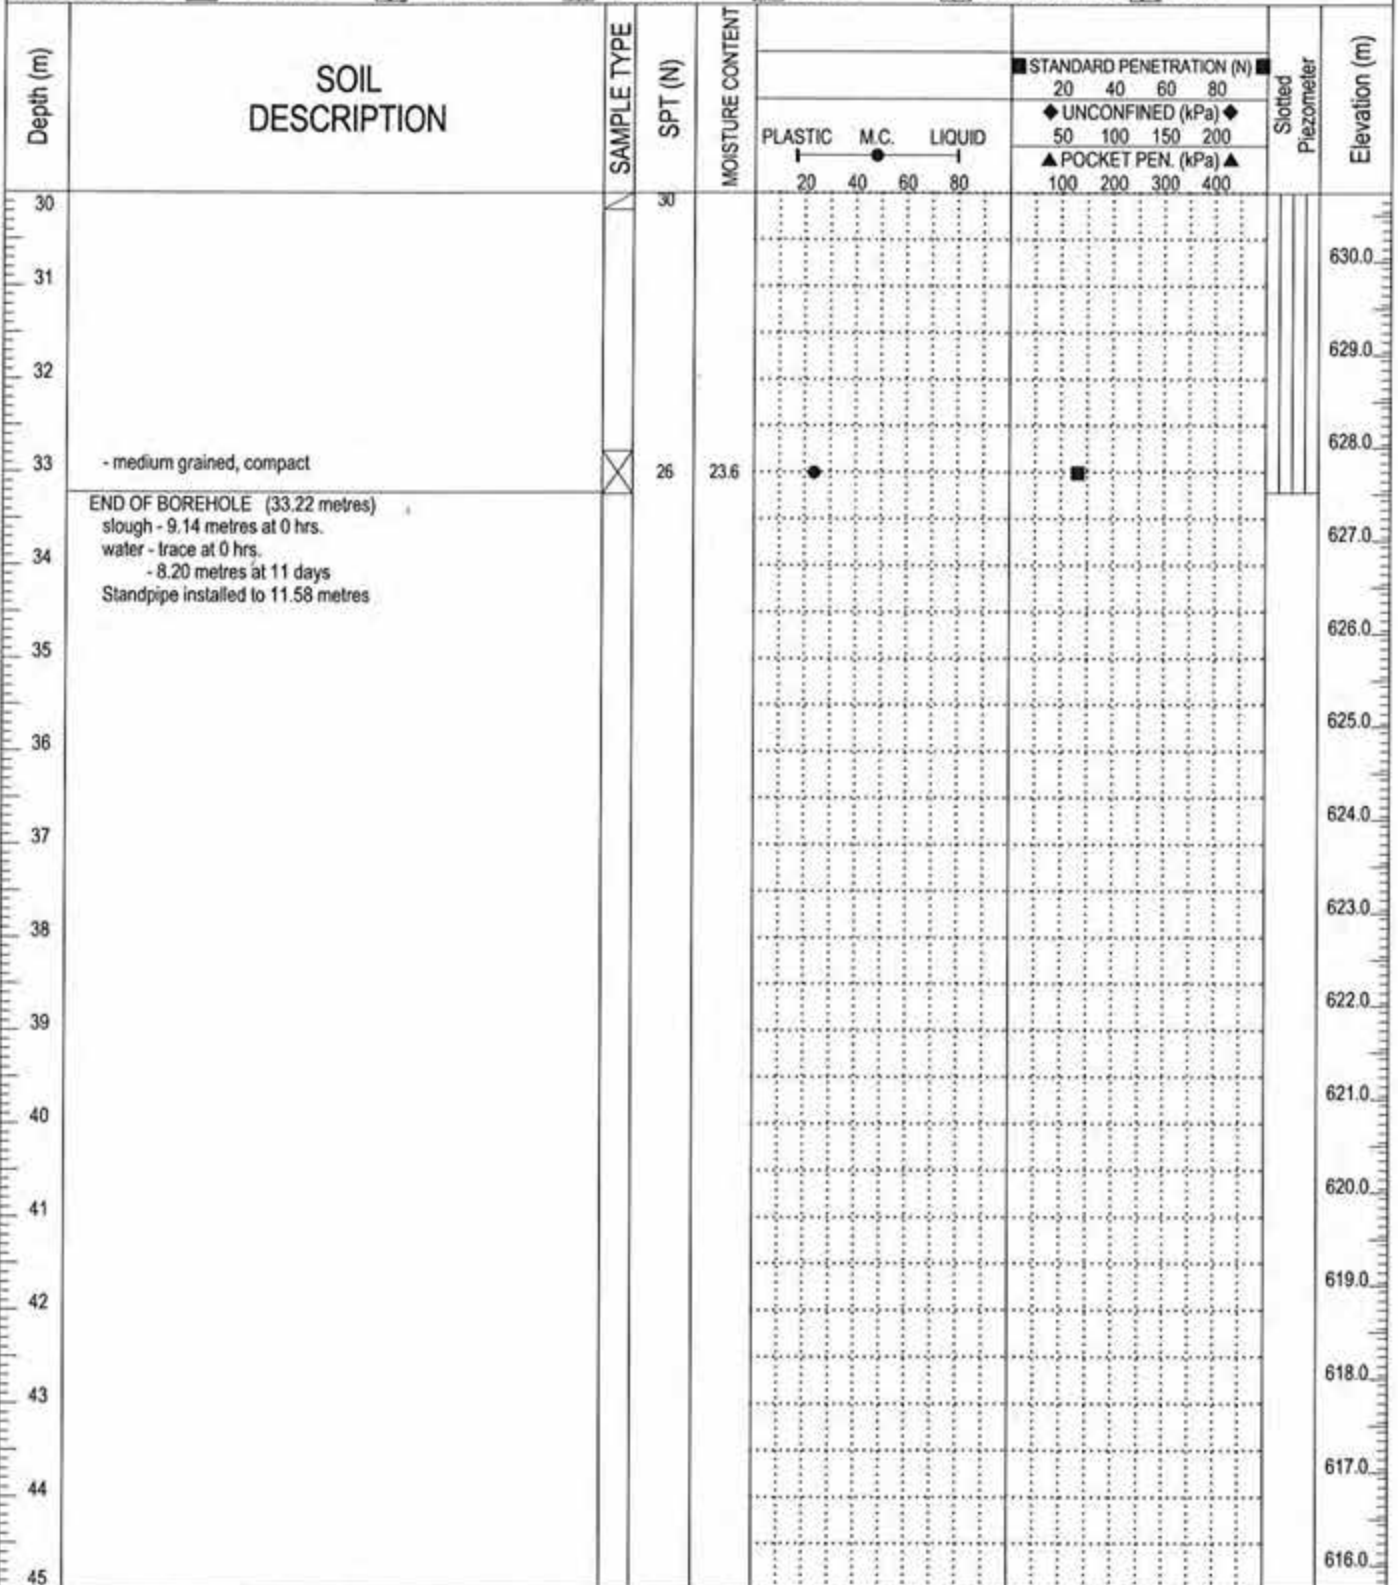 Depth (m)
SOIL
DESCRIPTION
SAMPLE TYPE
SPT (N)
MOISTURE CONTENT
PLASTIC M.C. LIQUID
20 40 60 80
■ STANDARD PENETRATION (N) ■
20 40 60 80
◆ UNCONFINED (kPa) ◆
50 100 150 200
▲ POCKET PEN. (kPa) ▲
100 200 300 400
Slotted
Piezometer
Elevation (m)
30 30
630.0
31
629.0
32
628.0
33 - medium grained, compact 26 23.6
END OF BOREHOLE (33.22 metres)
slough - 9.14 metres at 0 hrs.
627.0
water - trace at 0 hrs.
34
- 8.20 metres at 11 days
Standpipe installed to 11.58 metres
626.0
35
625.0
36
624.0
37
623.0
38
622.0
39
621.0
40
620.0
41
619.0
42
618.0
43
617.0
44
616.0
45